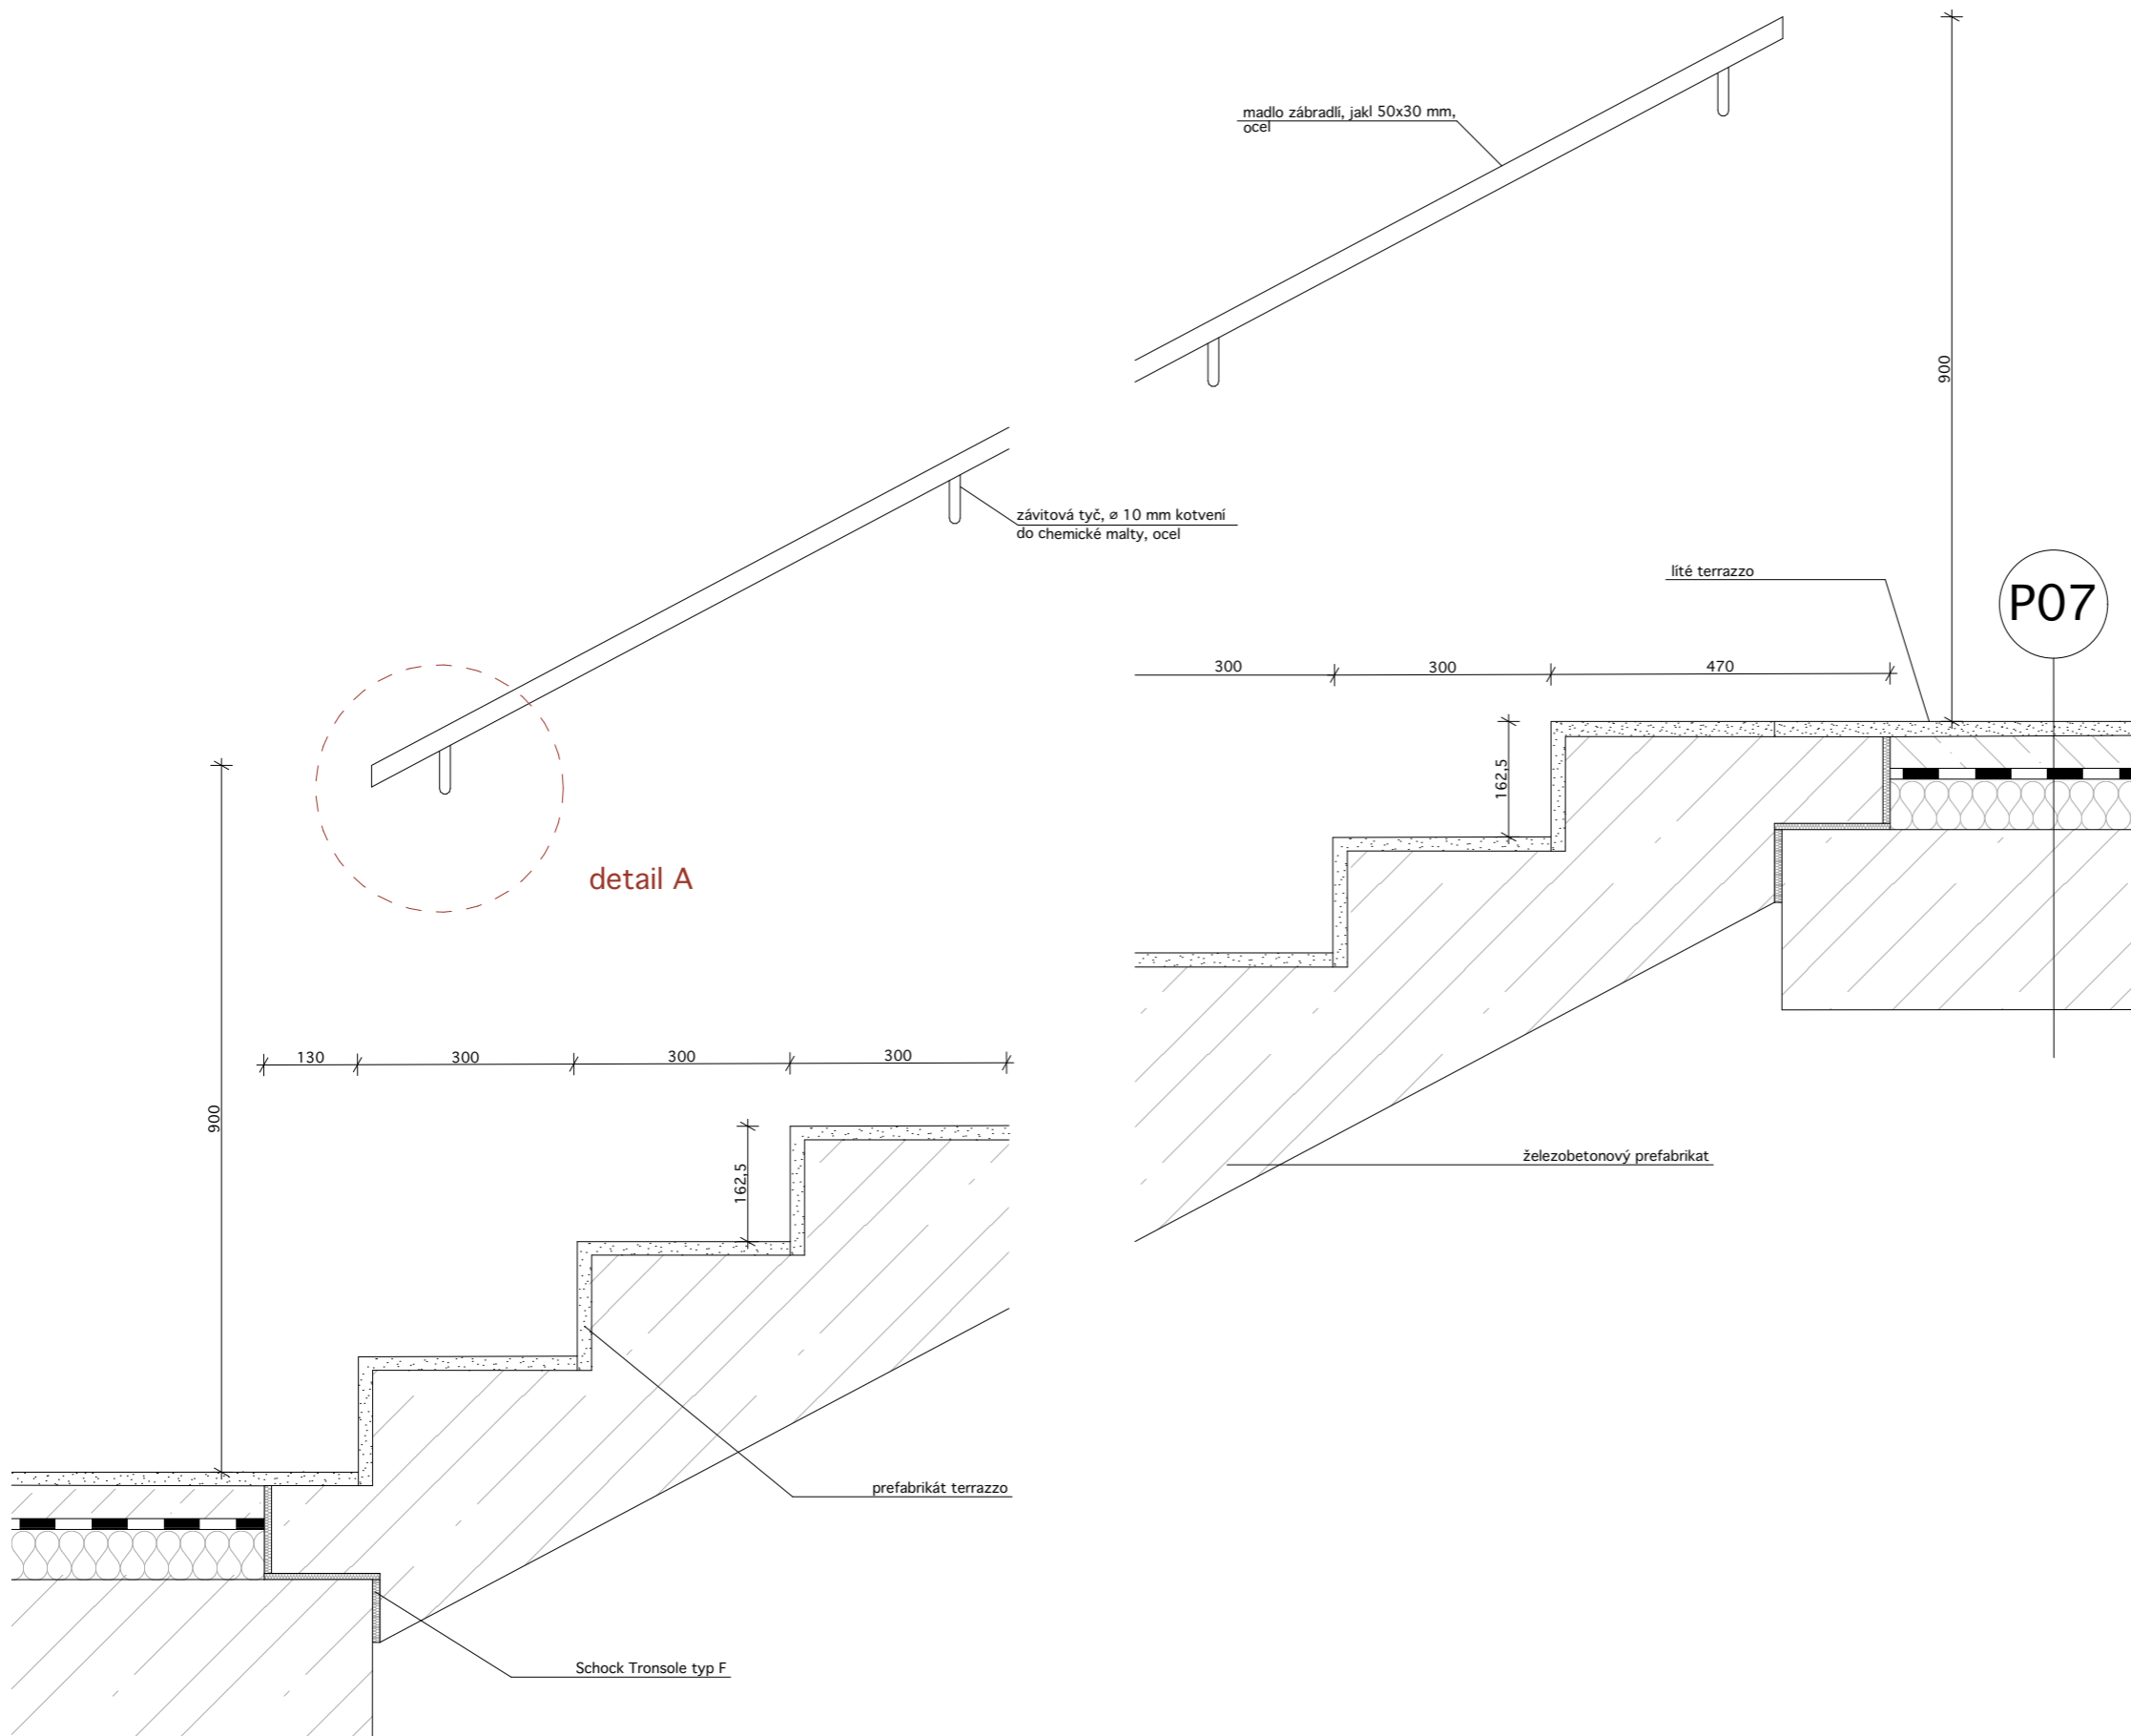 madlo zábradlí, jakl 50x30 mm,
ocel
900
závitová tyč, ø 10 mm kotvení
do chemické malty, ocel
líté terrazzo
P07
300
300
470
162,5
detail A
130
300
300
300
900
162,5
železobetonový prefabrikat
prefabrikát terrazzo
Schock Tronsole typ F